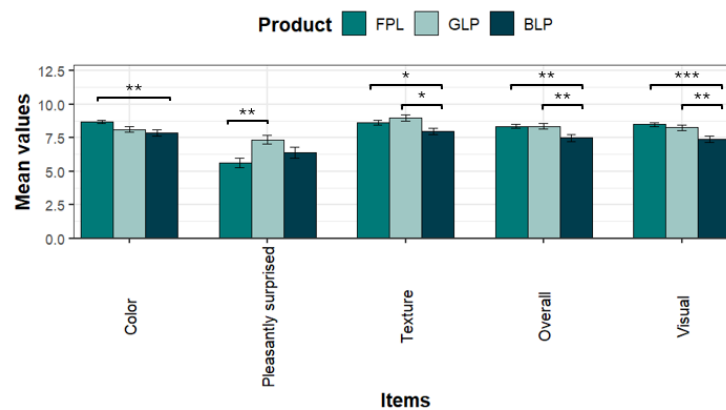 Product FPL GLP BLP
Mean values
12.5
10.0
7.5
5.0
2.5
0.0
**
**
*
*
**
**
***
**
Color
Pleasantly surprised
Texture
Overall
Visual
Items